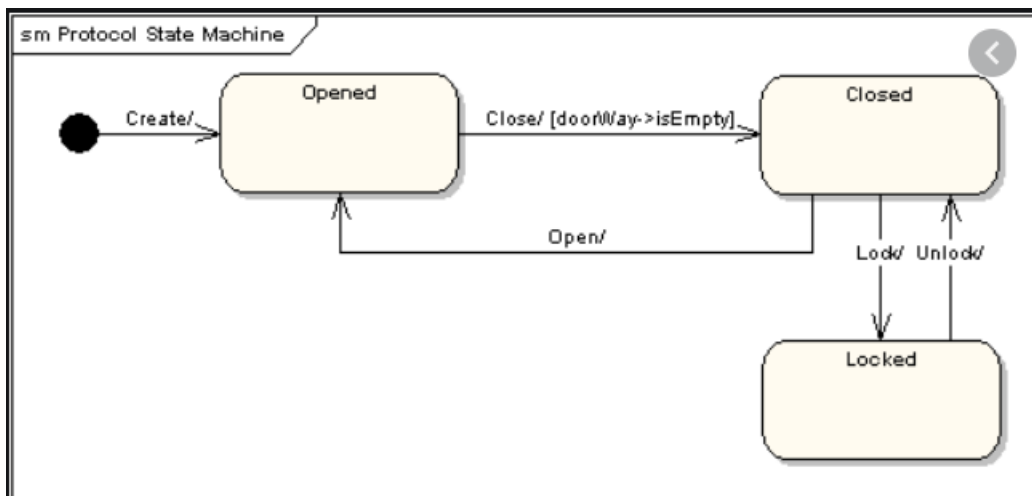 sm Protocol State Machine
Opened
Closed
Create/
Close/ [doorWay->isEmpty]
Open/
Lock/
Unlock/
Locked